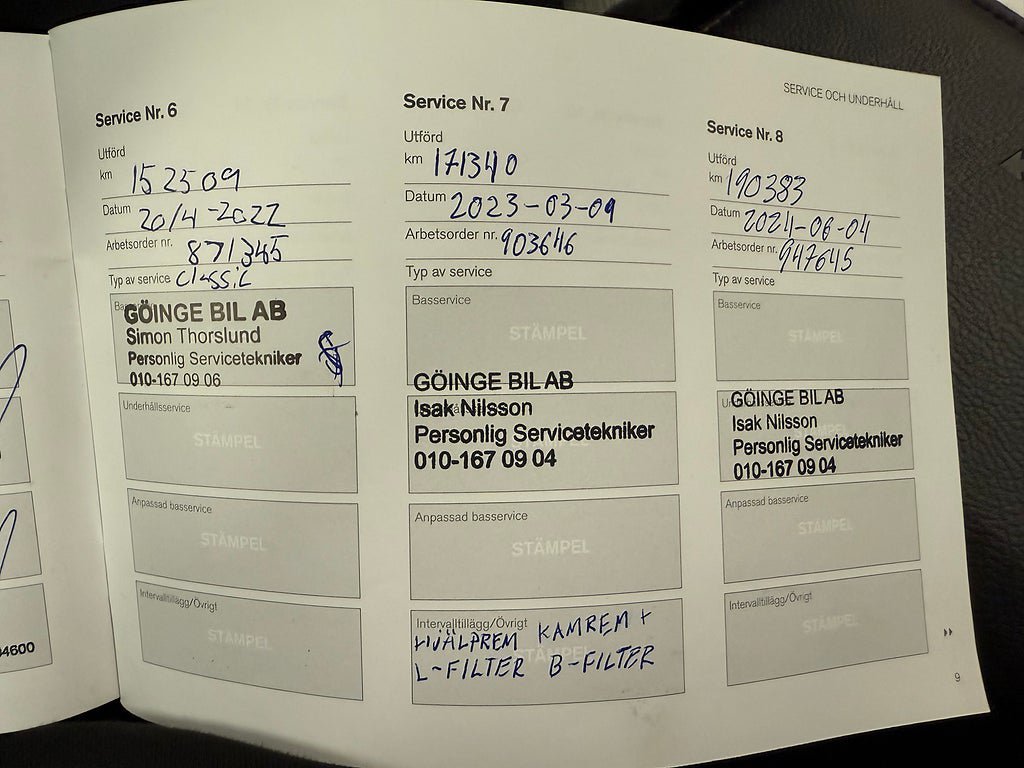 SERVICE OCH UNDERHÅLL
Service Nr. 6
Utförd
km 152509
Datum 20/4-2022
Arbetsorder nr. 871345
Typ av service Classic
GÖINGE BIL AB
Simon Thorslund
Personlig Servicetekniker
010-167 09 06
Underhållsservice
STÄMPEL
Anpassad basservice
STÄMPEL
Intervalltillägg/Övrigt
STÄMPEL
Service Nr. 7
Utförd
km 171340
Datum 2023-03-09
Arbetsorder nr. 903646
Typ av service
Basservice
STÄMPEL
GÖINGE BIL AB
Isak Nilsson
Personlig Servicetekniker
010-167 09 04
Anpassad basservice
STÄMPEL
Intervalltillägg/Övrigt
HJÄLPREM KAMREM +
STÄMPEL
L-FILTER B-FILTER
Service Nr. 8
Utförd
km 190383
Datum 2024-06-04
Arbetsorder nr. 947645
Typ av service
Basservice
STÄMPEL
GÖINGE BIL AB
Isak Nilsson
Personlig Servicetekniker
010-167 09 04
Anpassad basservice
STÄMPEL
Intervalltillägg/Övrigt
STÄMPEL
9